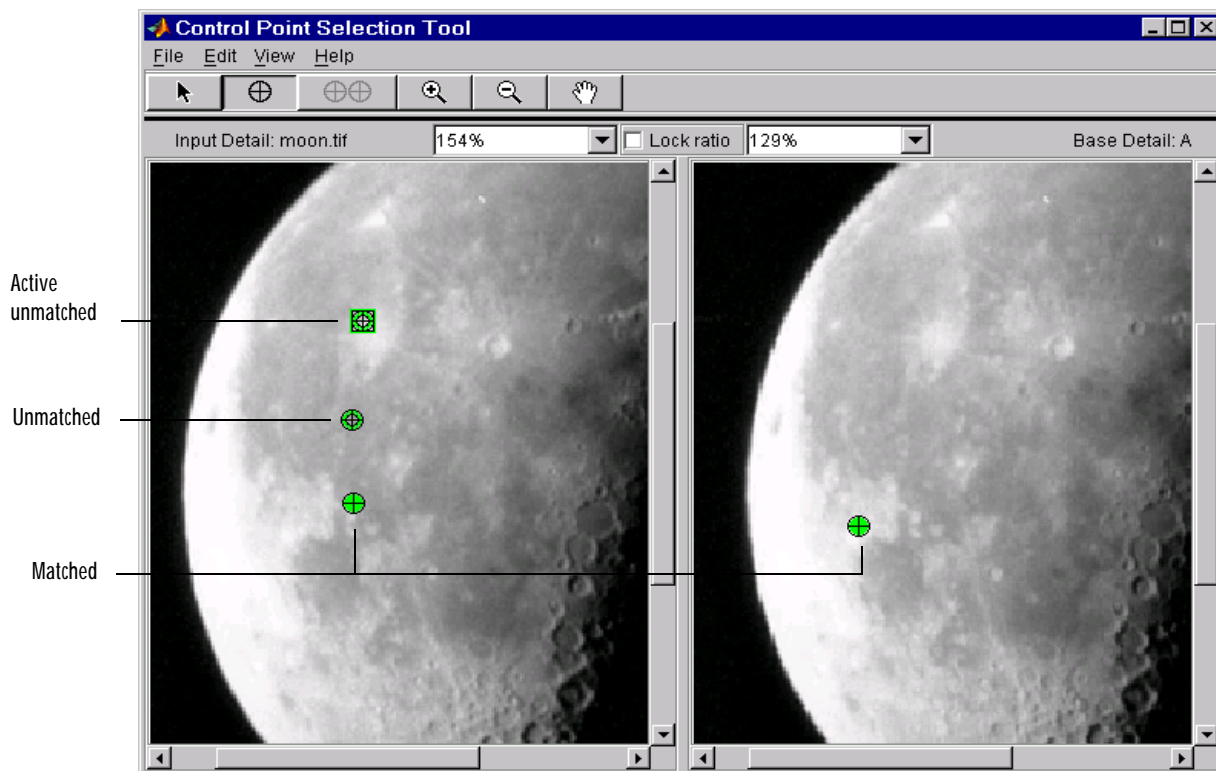 Control Point Selection Tool
File Edit View Help
Input Detail: moon.tif 154% Lock ratio 129% Base Detail: A
Active
unmatched
Unmatched
Matched